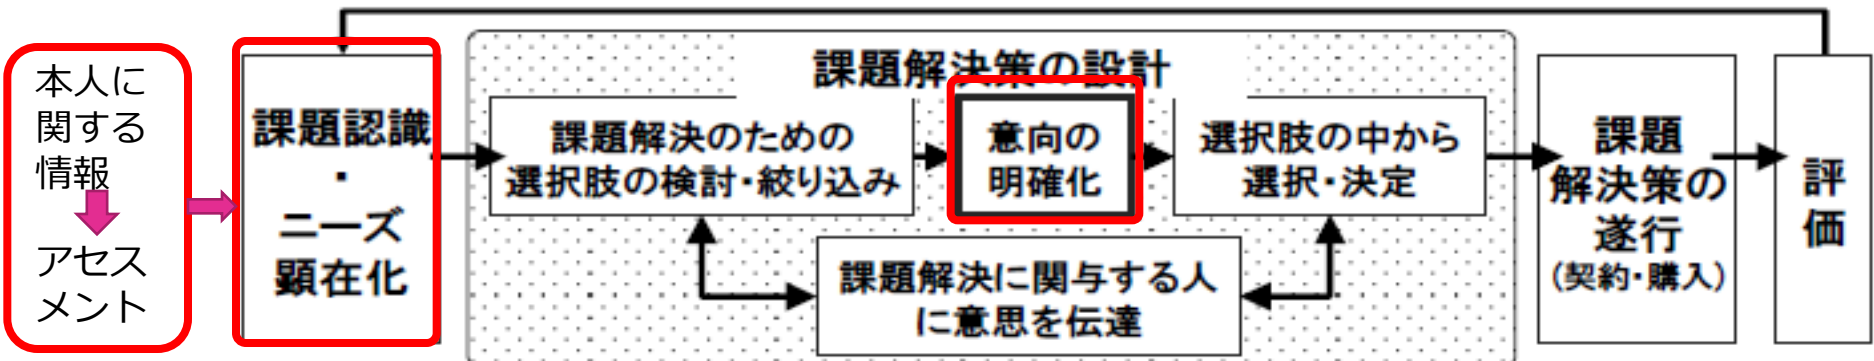 本人に
関する
情報
アセス
メント
課題認識
・
ニーズ
顕在化
課題解決策の設計
課題解決のための
選択肢の検討・絞り込み
意向の
明確化
選択肢の中から
選択・決定
課題解決に関与する人
に意思を伝達
課題
解決策の
遂行
(契約・購入)
評
価